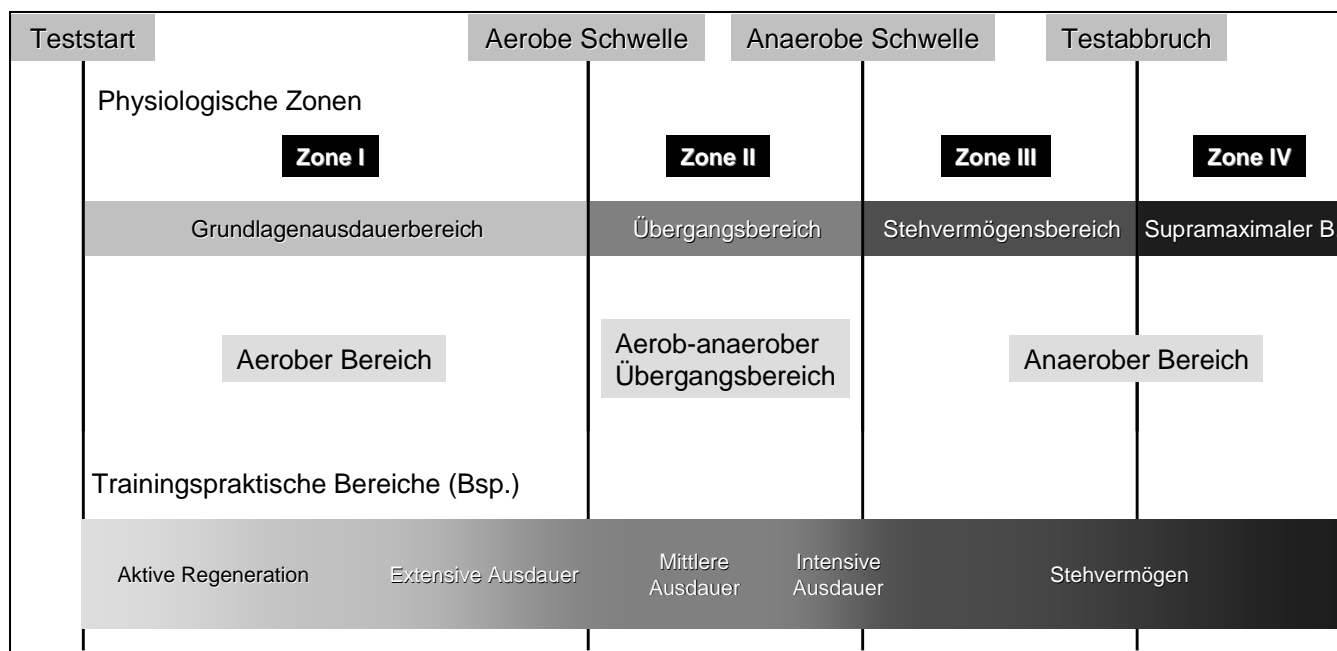 Teststart
Aerobe Schwelle
Anaerobe Schwelle
Testabbruch
Physiologische Zonen
Zone I
Zone II
Zone III
Zone IV
Grundlagenausdauerbereich
Übergangsbereich
Stehvermögensbereich
Supramaximaler B
Aerober Bereich
Aerob-anaerober
Übergangsbereich
Anaerober Bereich
Trainingspraktische Bereiche (Bsp.)
Aktive Regeneration
Extensive Ausdauer
Mittlere
Ausdauer
Intensive
Ausdauer
Stehvermögen